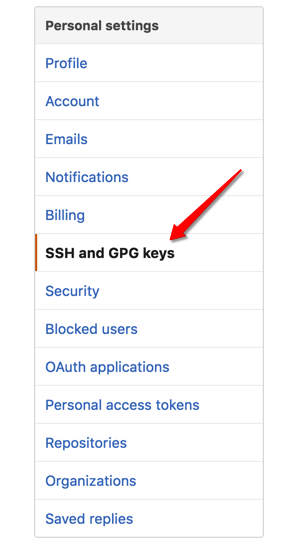 Personal settings
Profile
Account
Emails
Notifications
Billing
SSH and GPG keys
Security
Blocked users
OAuth applications
Personal access tokens
Repositories
Organizations
Saved replies